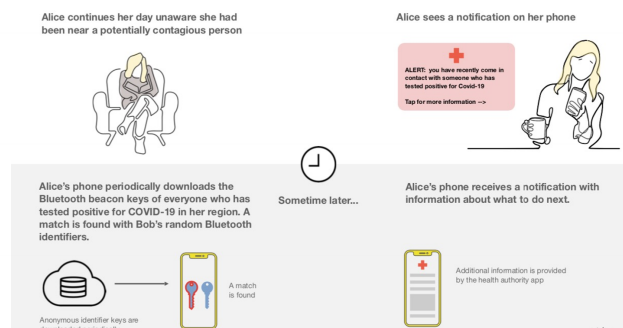 Alice continues her day unaware she had
been near a potentially contagious person
Alice sees a notification on her phone
ALERT: you have recently come in
contact with someone who has
tested positive for Covid-19
Tap for more information -->
Sometime later...
Alice's phone periodically downloads the
Bluetooth beacon keys of everyone who has
tested positive for COVID-19 in her region. A
match is found with Bob's random Bluetooth
identifiers.
A match
is found
Anonymous identifier keys are
Alice's phone receives a notification with
information about what to do next.
Additional information is provided
by the health authority app